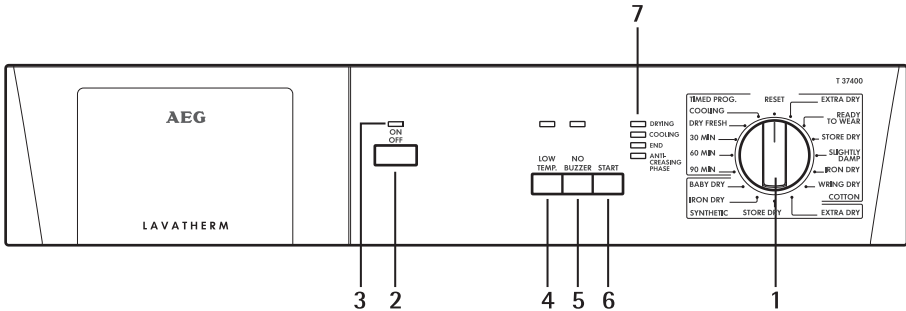 7
T 37400
TIMED PROG.
RESET
EXTRA DRY
COOLING
READY
TO WEAR
DRY FRESH
STORE DRY
30 MIN
60 MIN
SLIGHTLY
DAMP
90 MIN
IRON DRY
BABY DRY
WRING DRY
IRON DRY
COTTON
SYNTHETIC
STORE DRY
EXTRA DRY
AEG
LAVATHERM
3
ON
OFF
DRYING
COOLING
END
ANTI-
CREASING
PHASE
LOW
TEMP.
NO
BUZZER
START
3
2
4
5
6
1